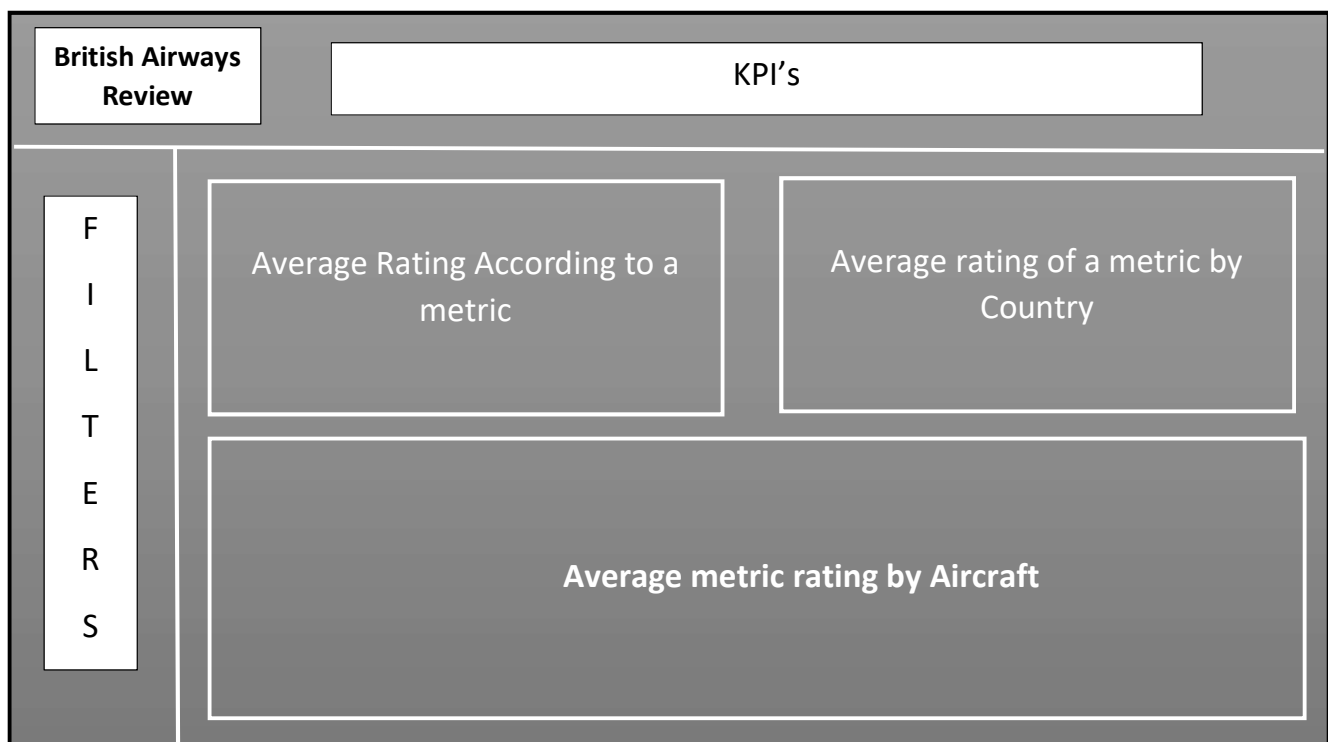 British Airways
Review
KPI’s
F
I
L
T
E
R
S
Average Rating According to a
metric
Average rating of a metric by
Country
Average metric rating by Aircraft